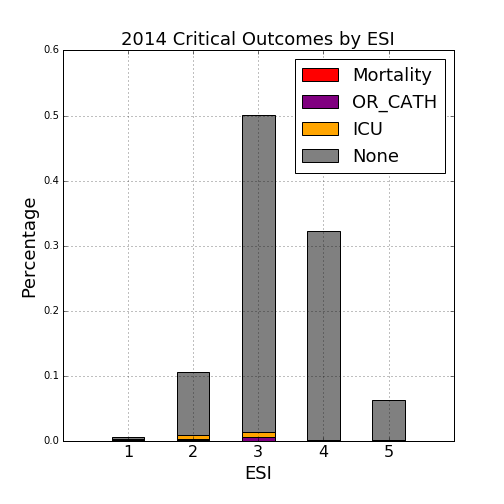 2014 Critical Outcomes by ESI
Mortality
OR_CATH
ICU
None
Percentage
0.6
0.5
0.4
0.3
0.2
0.1
0.0
1 2 3 4 5
ESI